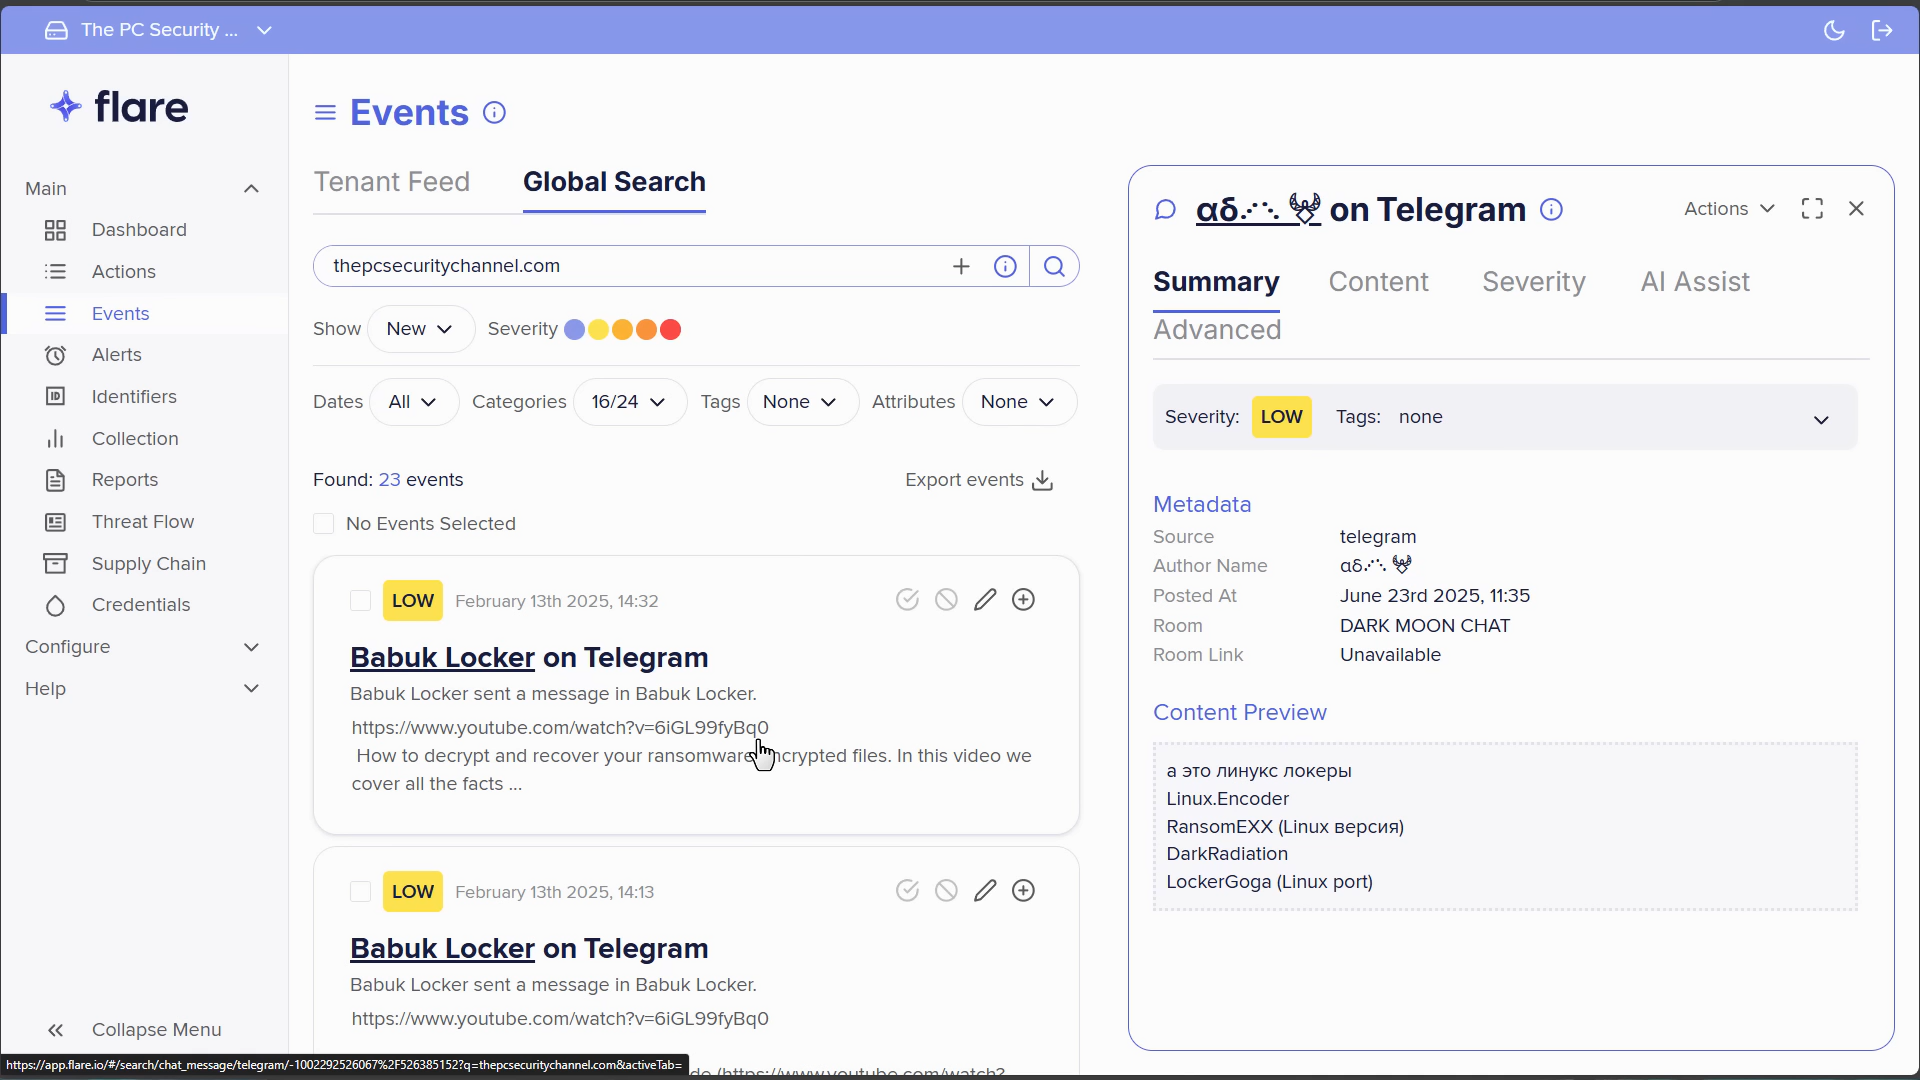 The PC Security ...
flare
Main
Dashboard
Actions
Events
Alerts
Identifiers
Collection
Reports
Threat Flow
Supply Chain
Credentials
Configure
Help
Collapse Menu
Events
Tenant Feed
Global Search
thepcsecuritychannel.com
Show New Severity
Dates All Categories 16/24 Tags None Attributes None
Found: 23 events
Export events
No Events Selected
LOW February 13th 2025, 14:32
Babuk Locker on Telegram
Babuk Locker sent a message in Babuk Locker.
https://www.youtube.com/watch?v=6iGL99fyBq0
How to decrypt and recover your ransomware encrypted files. In this video we
cover all the facts ...
LOW February 13th 2025, 14:13
Babuk Locker on Telegram
Babuk Locker sent a message in Babuk Locker.
https://www.youtube.com/watch?v=6iGL99fyBq0
(https://www.youtube.com/watch?
https://app.flare.io/#/search/chat_message/telegram/-1002292526067%2F526385152?q=thepcsecuritychannel.com&activeTab=
αδ on Telegram
Actions
Summary Content Severity AI Assist
Advanced
Severity: LOW Tags: none
Metadata
Source telegram
Author Name αδ
Posted At June 23rd 2025, 11:35
Room DARK MOON CHAT
Room Link Unavailable
Content Preview
а это линукс локеры
Linux.Encoder
RansomEXX (Linux версия)
DarkRadiation
LockerGoga (Linux port)